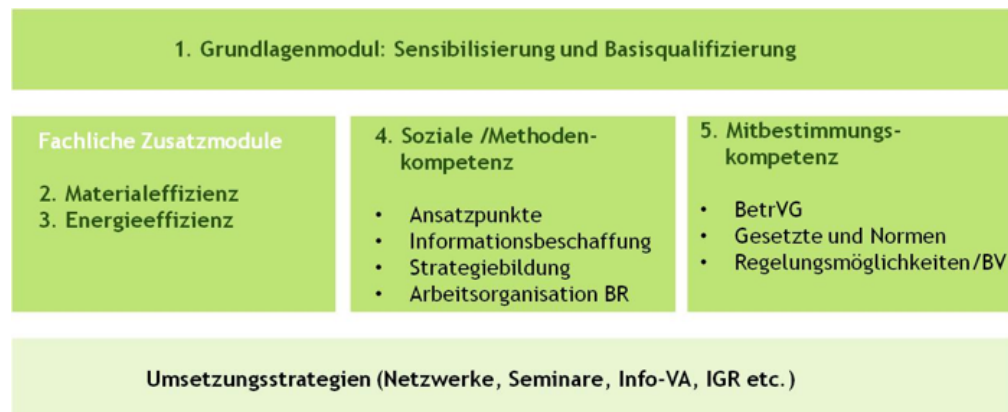 1. Grundlagenmodul: Sensibilisierung und Basisqualifizierung
Fachliche Zusatzmodule
2. Materialeffizienz
3. Energieeffizienz
4. Soziale /Methoden-
kompetenz
• Ansatzpunkte
• Informationsbeschaffung
• Strategiebildung
• Arbeitsorganisation BR
5. Mitbestimmungs-
kompetenz
• BetrVG
• Gesetzte und Normen
• Regelungsmöglichkeiten/BV
Umsetzungsstrategien (Netzwerke, Seminare, Info-VA, IGR etc.)